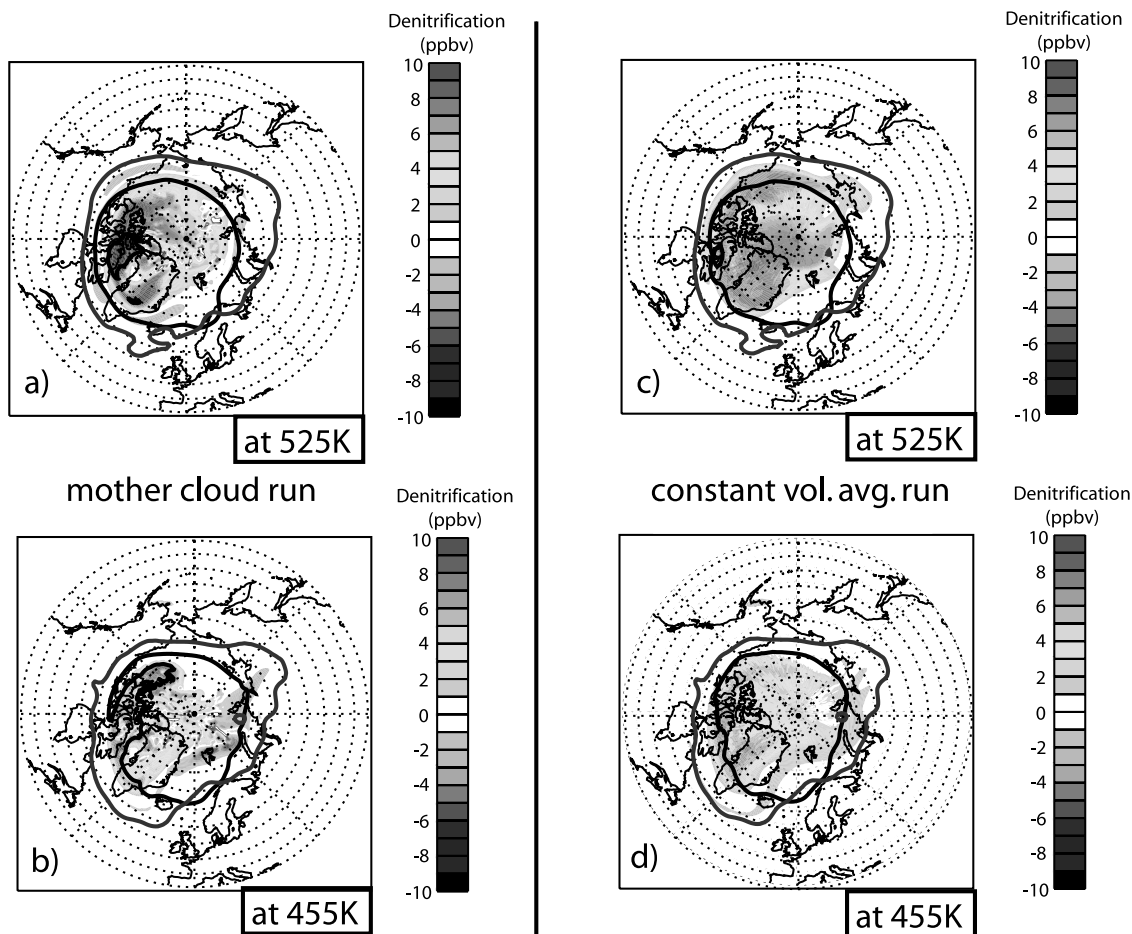 Denitrification
(ppbv)
10
8
6
4
2
0
-2
-4
-6
-8
-10
a)
at 525K
Denitrification
(ppbv)
10
8
6
4
2
0
-2
-4
-6
-8
-10
c)
at 525K
mother cloud run
constant vol. avg. run
Denitrification
(ppbv)
10
8
6
4
2
0
-2
-4
-6
-8
-10
b)
at 455K
Denitrification
(ppbv)
10
8
6
4
2
0
-2
-4
-6
-8
-10
d)
at 455K